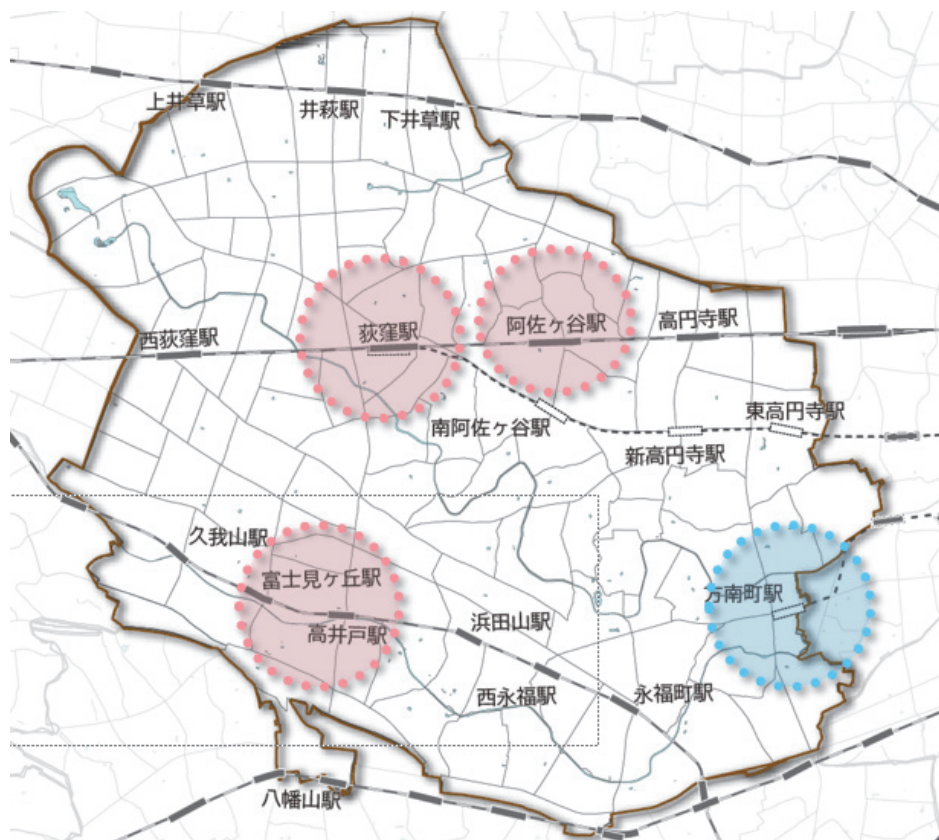 上井草駅
井荻駅
下井草駅
西荻窪駅
荻窪駅
阿佐ヶ谷駅
高円寺駅
南阿佐ヶ谷駅
新高円寺駅
東高円寺駅
久我山駅
富士見ヶ丘駅
高井戸駅
浜田山駅
西永福駅
永福町駅
方南町駅
八幡山駅